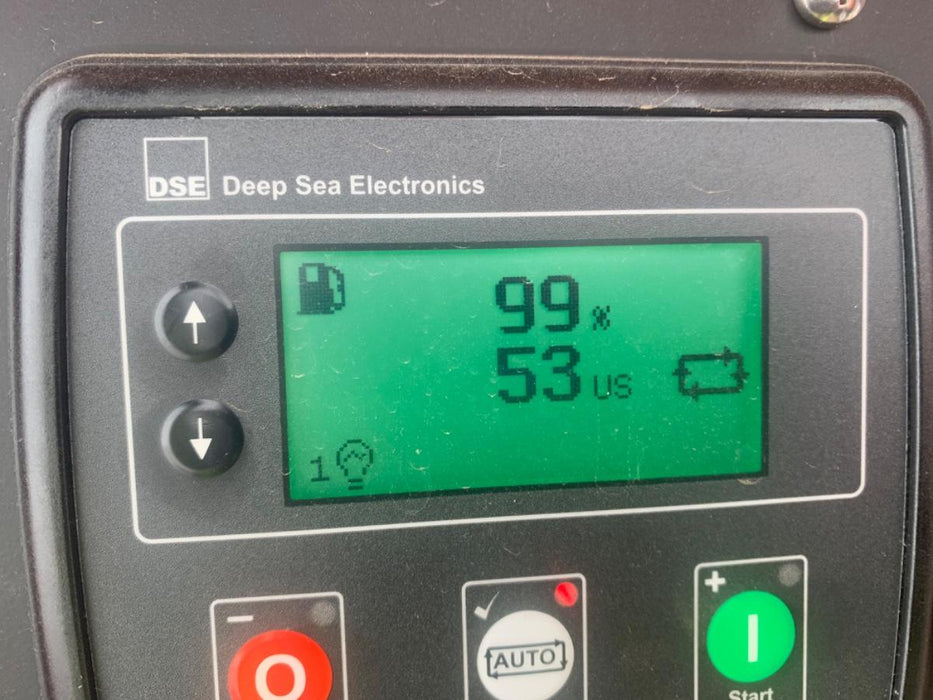 DSE Deep Sea Electronics
99 %
53 US
1
O
AUTO
I
Start